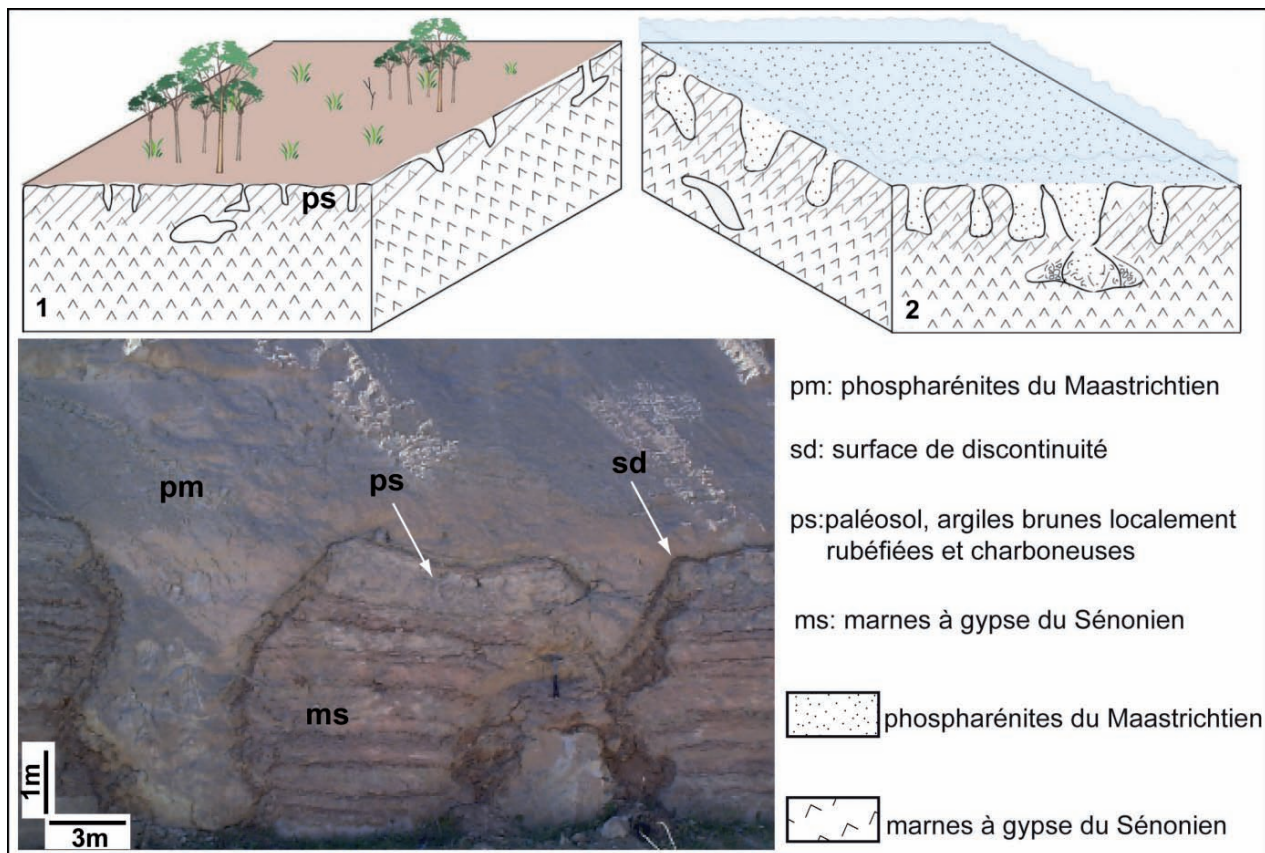 ps
1
2
pm
ps
sd
ms
1m
3m
pm: phospharénites du Maastrichtien
sd: surface de discontinuité
ps:paléosol, argiles brunes localement
rubéfiées et charboneuses
ms: marnes à gypse du Sénonien
phospharénites du Maastrichtien
marnes à gypse du Sénonien